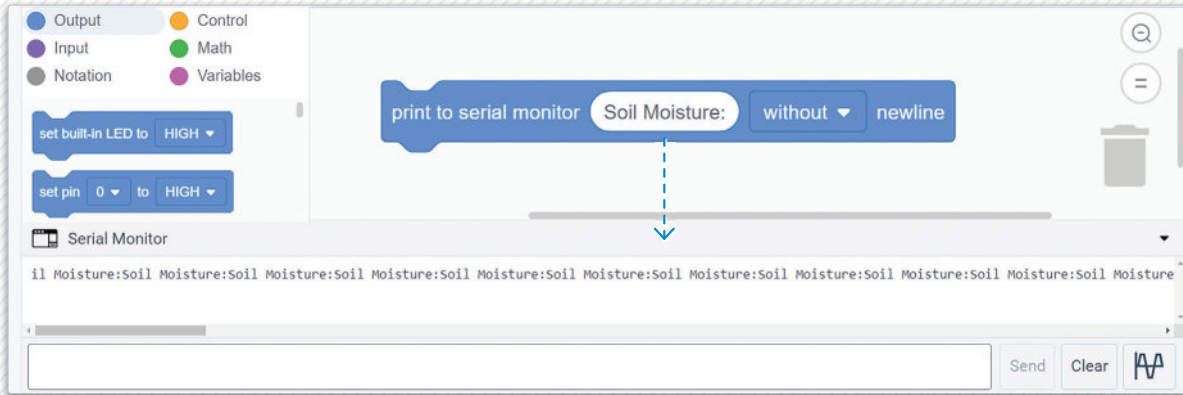 Output Control
Input Math
Notation Variables
set built-in LED to HIGH
set pin 0 to HIGH
print to serial monitor Soil Moisture: without newline
Serial Monitor
il Moisture:Soil Moisture:Soil Moisture:Soil Moisture:Soil Moisture:Soil Moisture:Soil Moisture:Soil Moisture:Soil Moisture:Soil Moisture:Soil Moisture
Send Clear